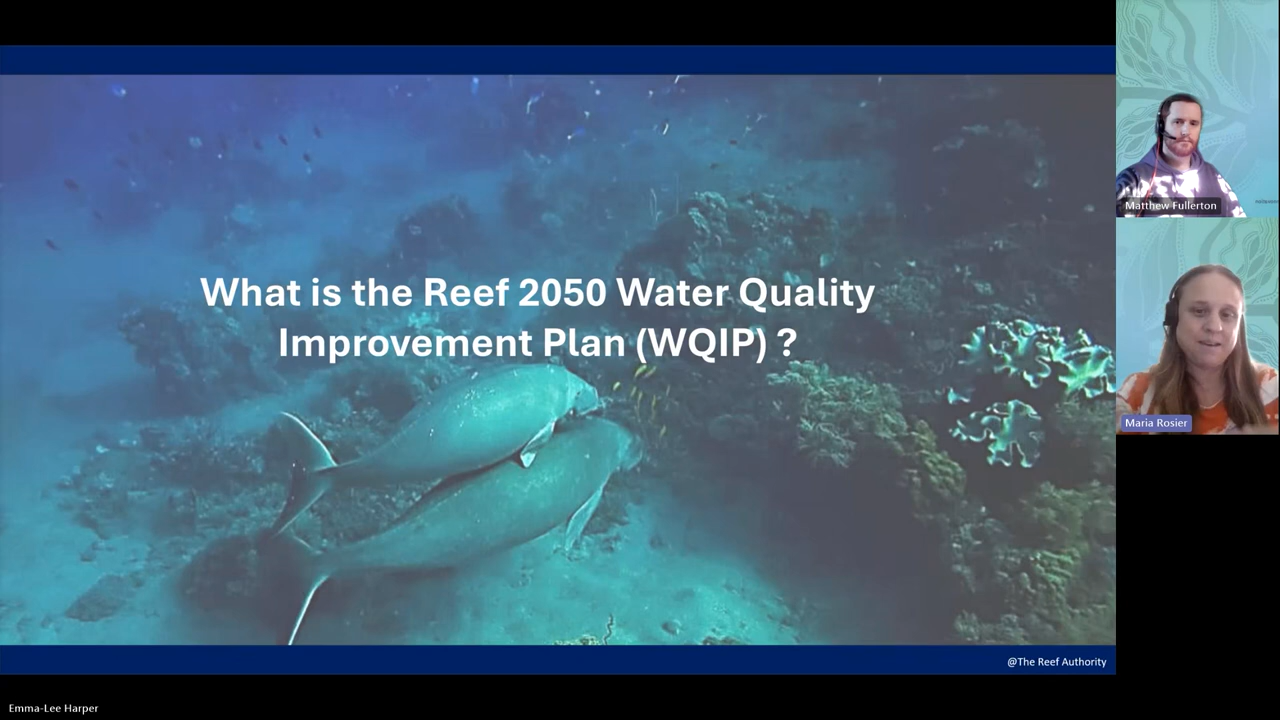 What is the Reef 2050 Water Quality
Improvement Plan (WQIP) ?
@The Reef Authority
Matthew Fullerton
Maria Rosier
Emma-Lee Harper